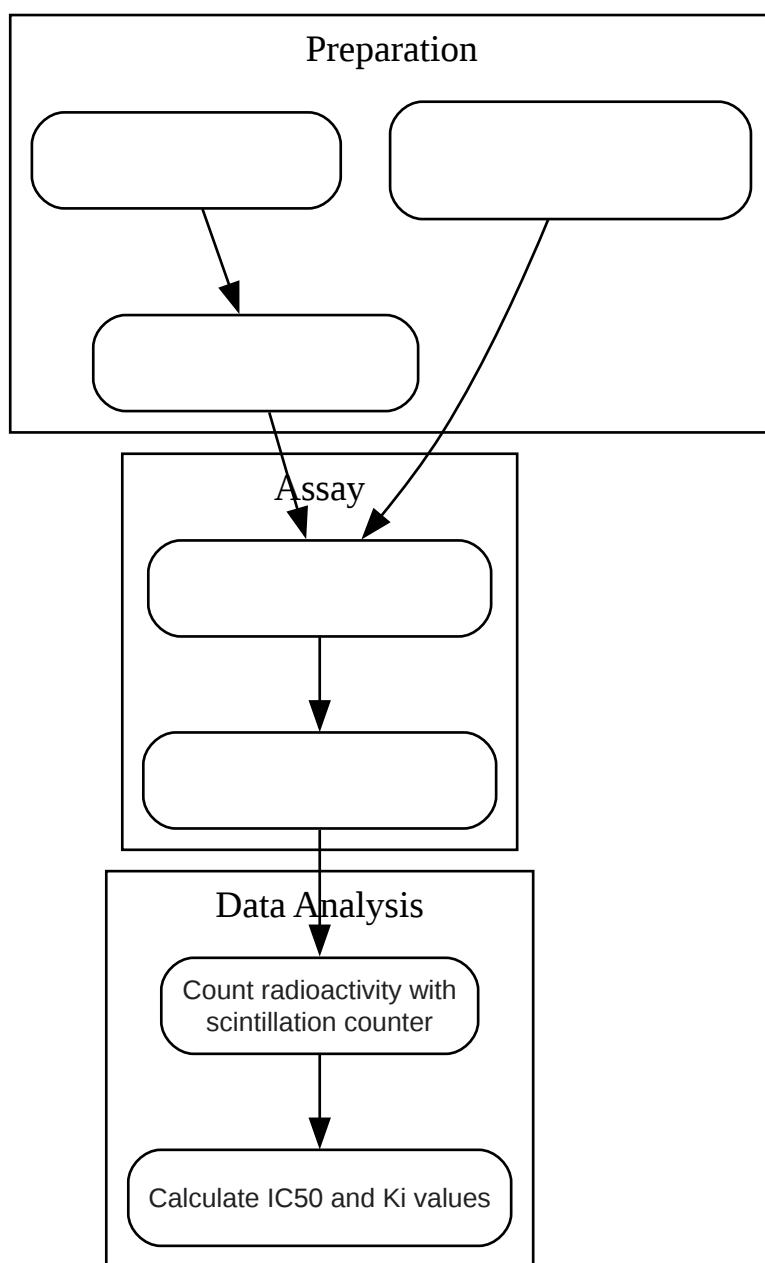 Preparation
Assay
Data Analysis
Count radioactivity with
scintillation counter
Calculate IC50 and Ki values